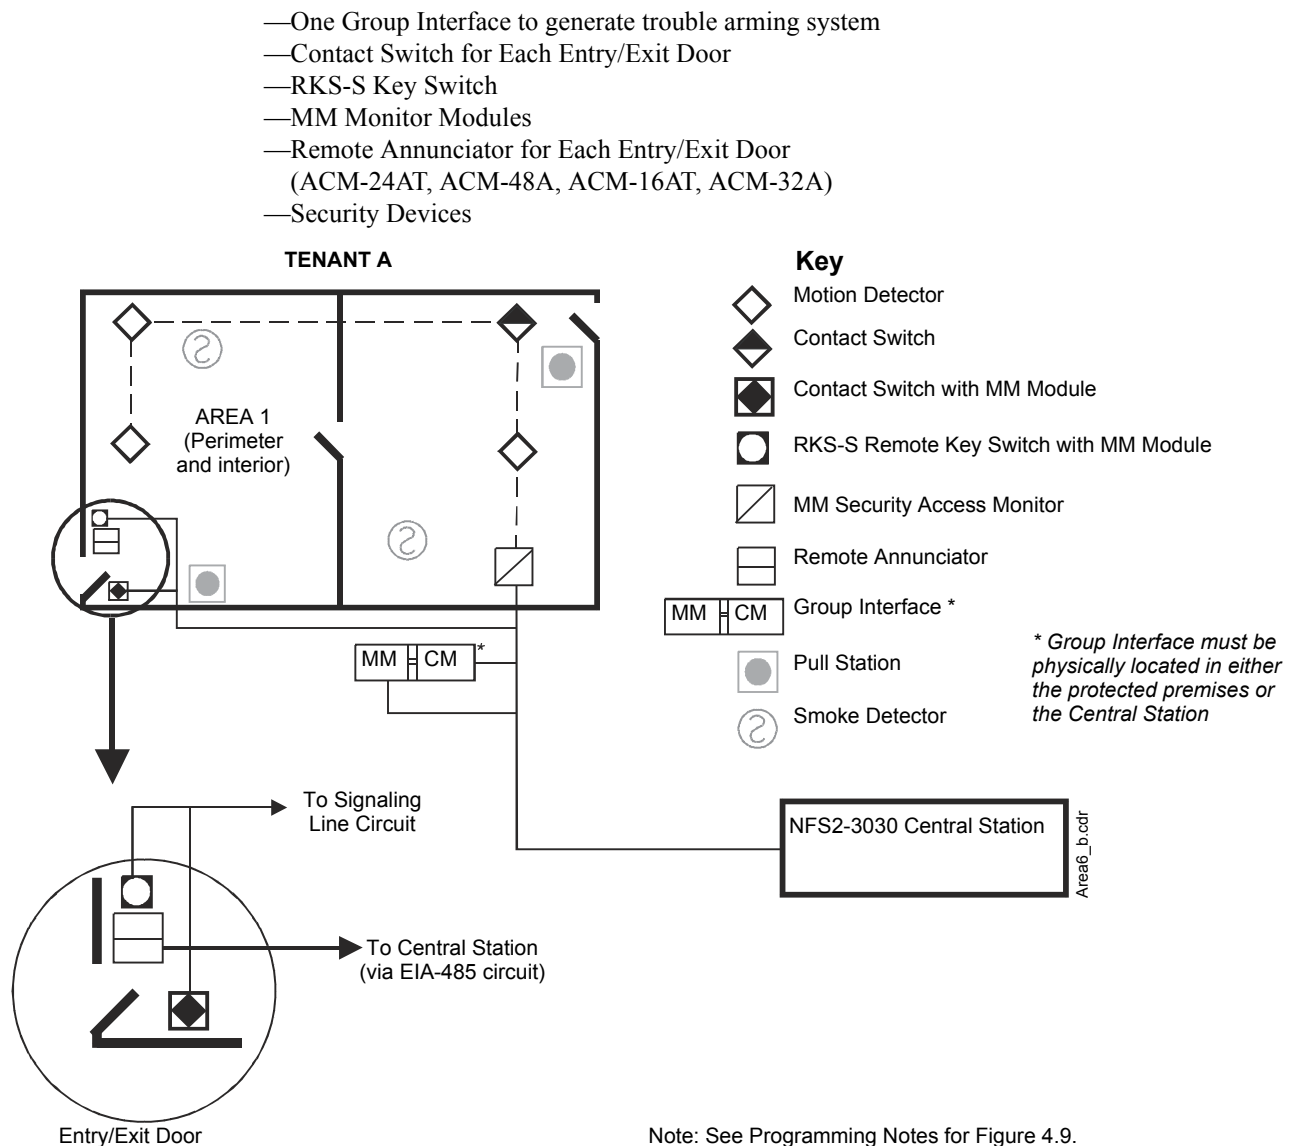 —One Group Interface to generate trouble arming system
—Contact Switch for Each Entry/Exit Door
—RKS-S Key Switch
—MM Monitor Modules
—Remote Annunciator for Each Entry/Exit Door
(ACM-24AT, ACM-48A, ACM-16AT, ACM-32A)
—Security Devices
TENANT A
AREA 1
(Perimeter
and interior)
MM CM *
Key
Motion Detector
Contact Switch
Contact Switch with MM Module
RKS-S Remote Key Switch with MM Module
MM Security Access Monitor
Remote Annunciator
MM CM Group Interface *
Pull Station
Smoke Detector
* Group Interface must be
physically located in either
the protected premises or
the Central Station
To Signaling
Line Circuit
NFS2-3030 Central Station
Area6_b.cdr
To Central Station
(via EIA-485 circuit)
Entry/Exit Door
Note: See Programming Notes for Figure 4.9.